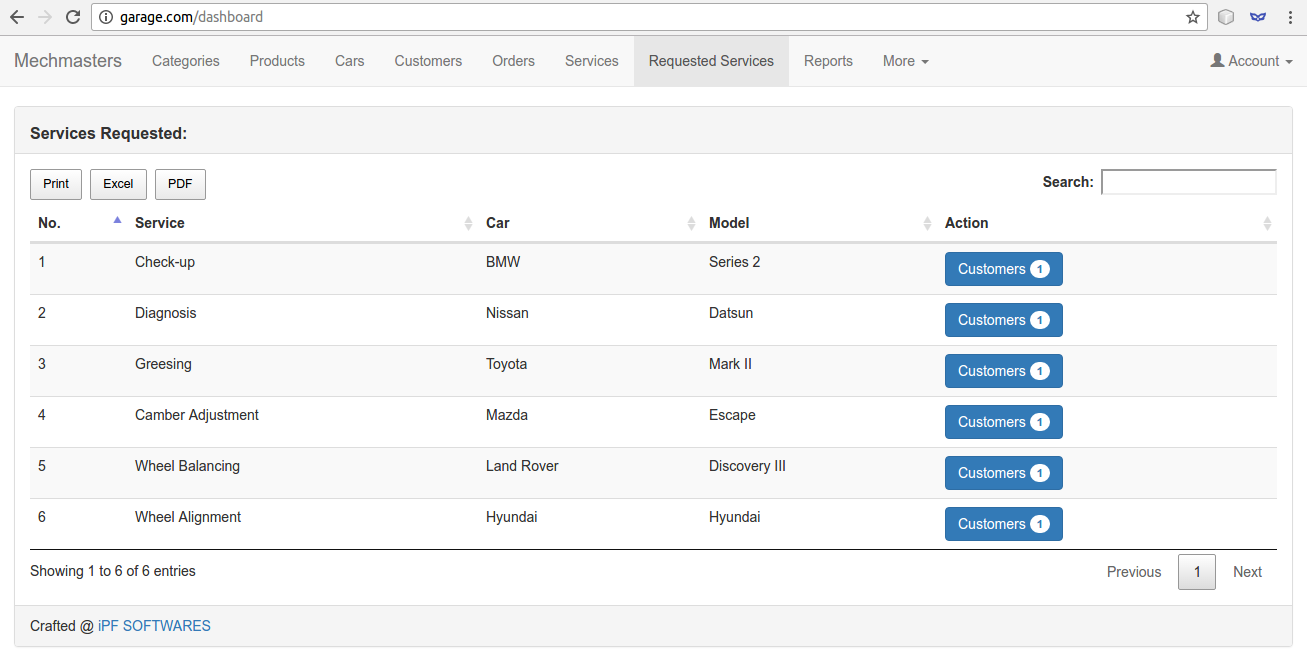 garage.com/dashboard
Mechmasters Categories Products Cars Customers Orders Services Requested Services Reports More Account
Services Requested:
Print Excel PDF Search:
No. Service Car Model Action
1 Check-up BMW Series 2 Customers 1
2 Diagnosis Nissan Datsun Customers 1
3 Greesing Toyota Mark II Customers 1
4 Camber Adjustment Mazda Escape Customers 1
5 Wheel Balancing Land Rover Discovery III Customers 1
6 Wheel Alignment Hyundai Hyundai Customers 1
Showing 1 to 6 of 6 entries Previous 1 Next
Crafted @ iPF SOFTWARES